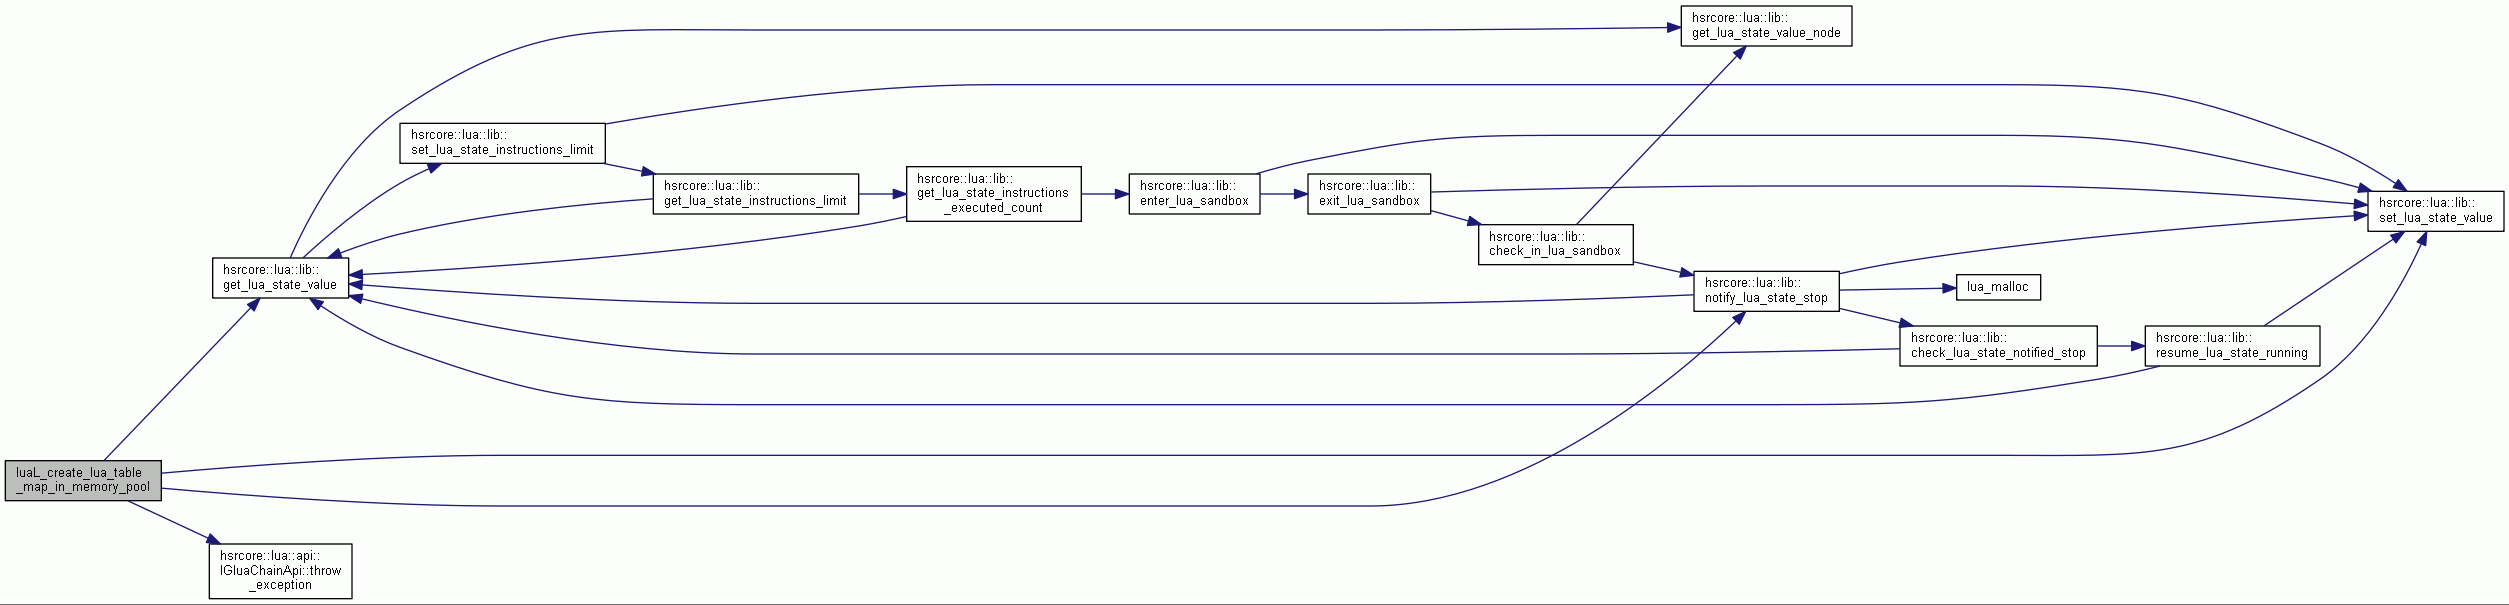 hsrcore::lua::lib::
get_lua_state_value_node
hsrcore::lua::lib::
set_lua_state_instructions_limit
hsrcore::lua::lib::
get_lua_state_instructions_limit
hsrcore::lua::lib::
get_lua_state_instructions
_executed_count
hsrcore::lua::lib::
enter_lua_sandbox
hsrcore::lua::lib::
exit_lua_sandbox
hsrcore::lua::lib::
set_lua_state_value
hsrcore::lua::lib::
check_in_lua_sandbox
hsrcore::lua::lib::
get_lua_state_value
hsrcore::lua::lib::
notify_lua_state_stop
lua_malloc
hsrcore::lua::lib::
check_lua_state_notified_stop
hsrcore::lua::lib::
resume_lua_state_running
luaL_create_lua_table
_map_in_memory_pool
hsrcore::lua::api::
IGluaChainApi::throw
_exception